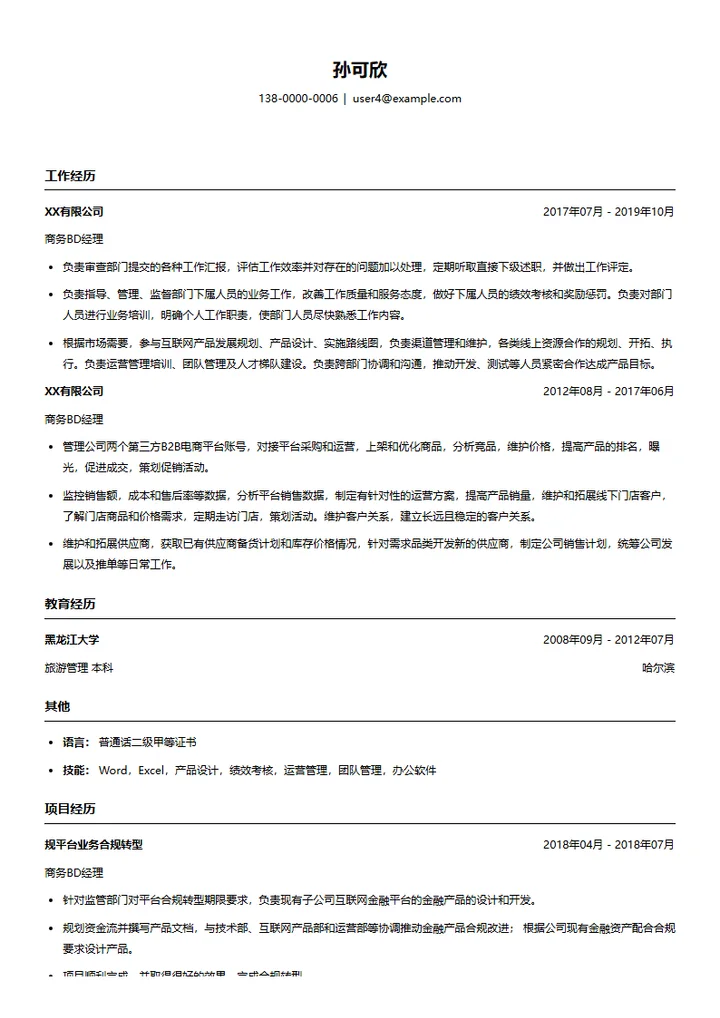 孙可欣
138-0000-0006 | user4@example.com
工作经历
XX有限公司 2017年07月 - 2019年10月
商务BD经理
• 负责审查部门提交的各种工作汇报，评估工作效率并对存在的问题加以处理，定期听取直接下级述职，并做出工作评定。
• 负责指导、管理、监督部门下属人员的业务工作，改善工作质量和服务态度，做好下属人员的绩效考核和奖励惩罚。负责对部门
人员进行业务培训，明确个人工作职责，使部门人员尽快熟悉工作内容。
• 根据市场需要，参与互联网产品发展规划、产品设计、实施路线图，负责渠道管理和维护，各类线上资源合作的规划、开拓、执
行。负责运营管理培训、团队管理及人才梯队建设。负责跨部门协调和沟通，推动开发、测试等人员紧密合作达成产品目标。
XX有限公司 2012年08月 - 2017年06月
商务BD经理
• 管理公司两个第三方B2B电商平台账号，对接平台采购和运营，上架和优化商品，分析竞品，维护价格，提高产品的排名，曝
光，促进成交，策划促销活动。
• 监控销售额，成本和售后率等数据，分析平台销售数据，制定有针对性的运营方案，提高产品销量，维护和拓展线下门店客户，
了解门店商品和价格需求，定期走访门店，策划活动。维护客户关系，建立长远且稳定的客户关系。
• 维护和拓展供应商，获取已有供应商备货计划和库存价格情况，针对需求品类开发新的供应商，制定公司销售计划，统筹公司发
展以及推单等日常工作。
教育经历
黑龙江大学 2008年09月 - 2012年07月
旅游管理 本科 哈尔滨
其他
• 语言： 普通话二级甲等证书
• 技能： Word，Excel，产品设计，绩效考核，运营管理，团队管理，办公软件
项目经历
规平台业务合规转型 2018年04月 - 2018年07月
商务BD经理
• 针对监管部门对平台合规转型期限要求，负责现有子公司互联网金融平台的金融产品的设计和开发。
• 规划资金流并撰写产品文档，与技术部、互联网产品部和运营部等协调推动金融产品合规改进； 根据公司现有金融资产配合合规
要求设计产品。
• 项目顺利完成，并取得很好的效果，完成合规转型